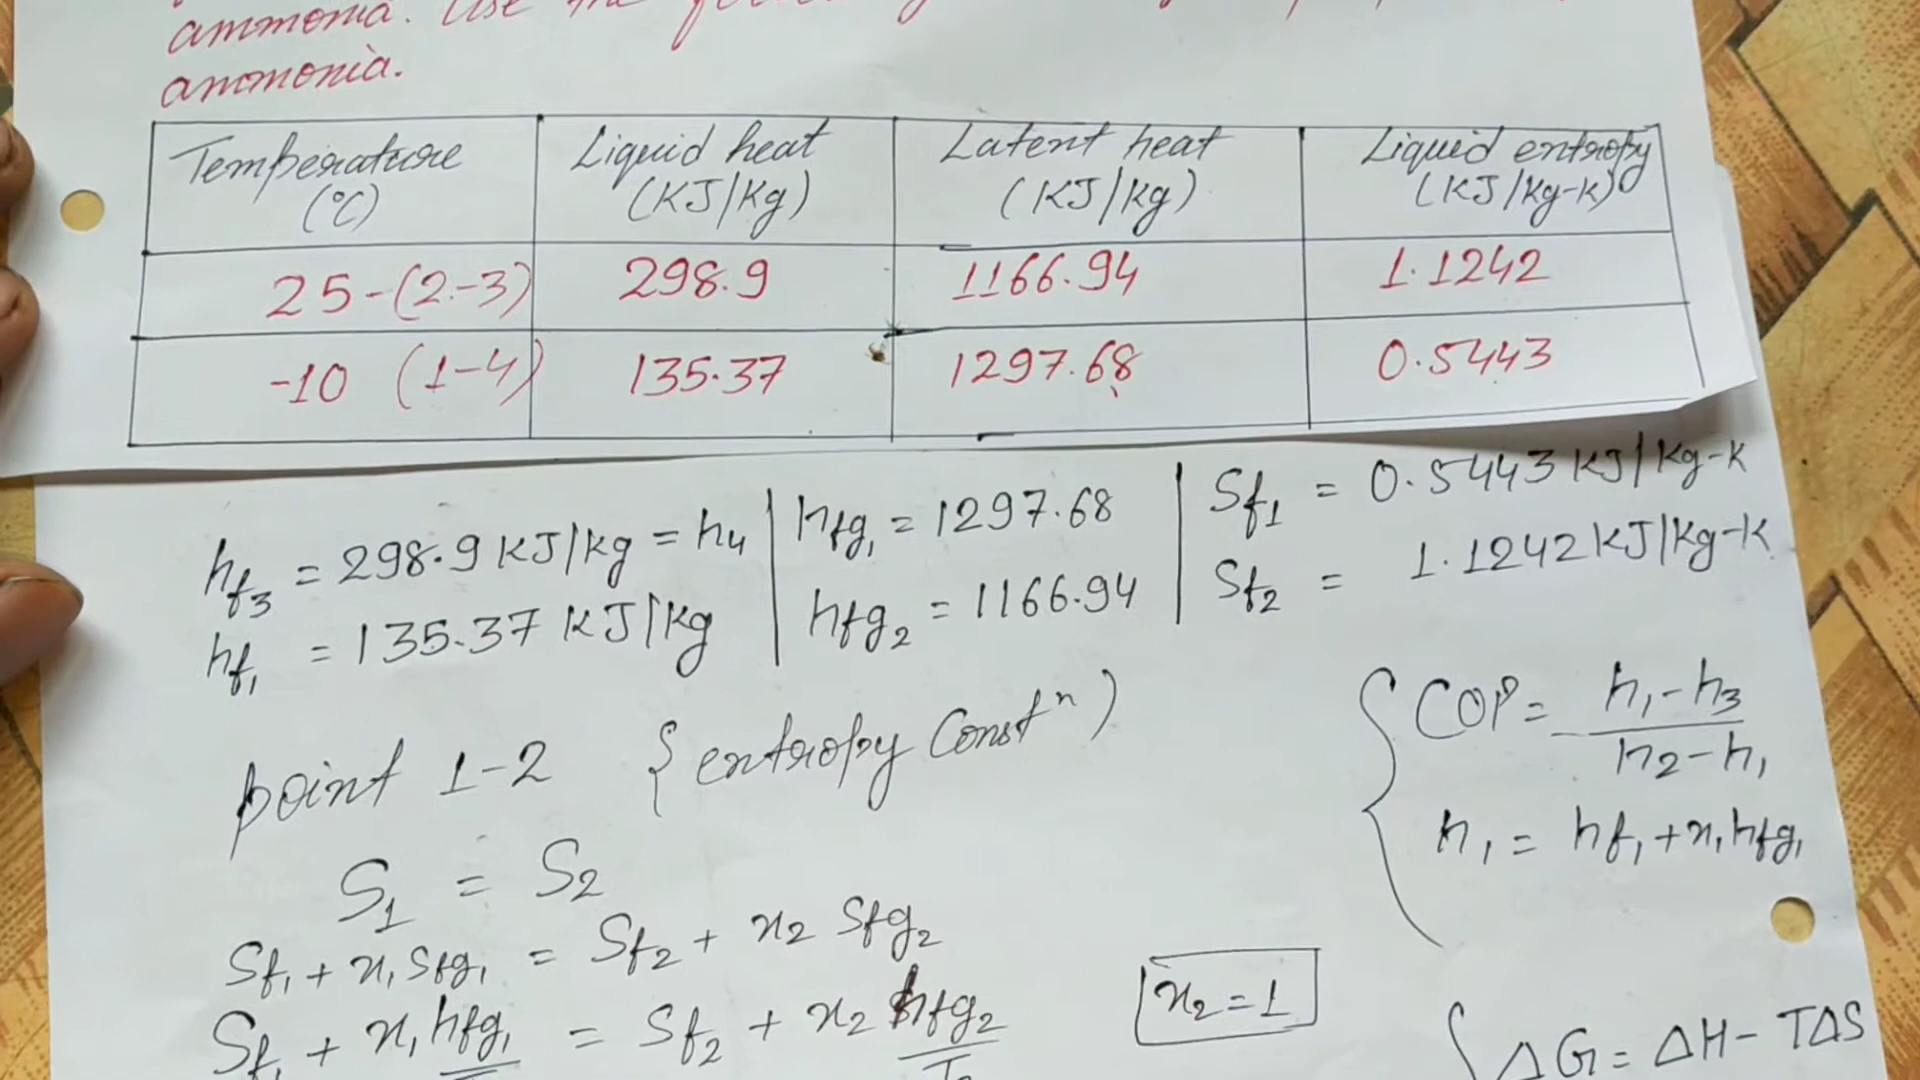 ammonia. Use the following
ammonia.
Temperature (°C) Liquid heat (KJ/kg) Latent heat (KJ/kg) Liquid entropy (KJ/kg-K)
25-(2-3) 298.9 1166.94 1.1242
-10 (1-4) 135.37 1297.68 0.5443
hf3 = 298.9 KJ/kg = h4 | hfg1 = 1297.68 | Sf1 = 0.5443 KJ/kg-K
hf1 = 135.37 KJ/kg | hfg2 = 1166.94 | Sf2 = 1.1242 KJ/kg-K
point 1-2 {entropy Constn)
S1 = S2
Sf1 + x1 Sfg1 = Sf2 + x2 Sfg2
Sf1 + x1 hfg1 = Sf2 + x2 hfg2
x2 = 1
COP = h1-h3 / h2-h1
h1 = hf1 + x1 hfg1
ΔG = ΔH - TΔS